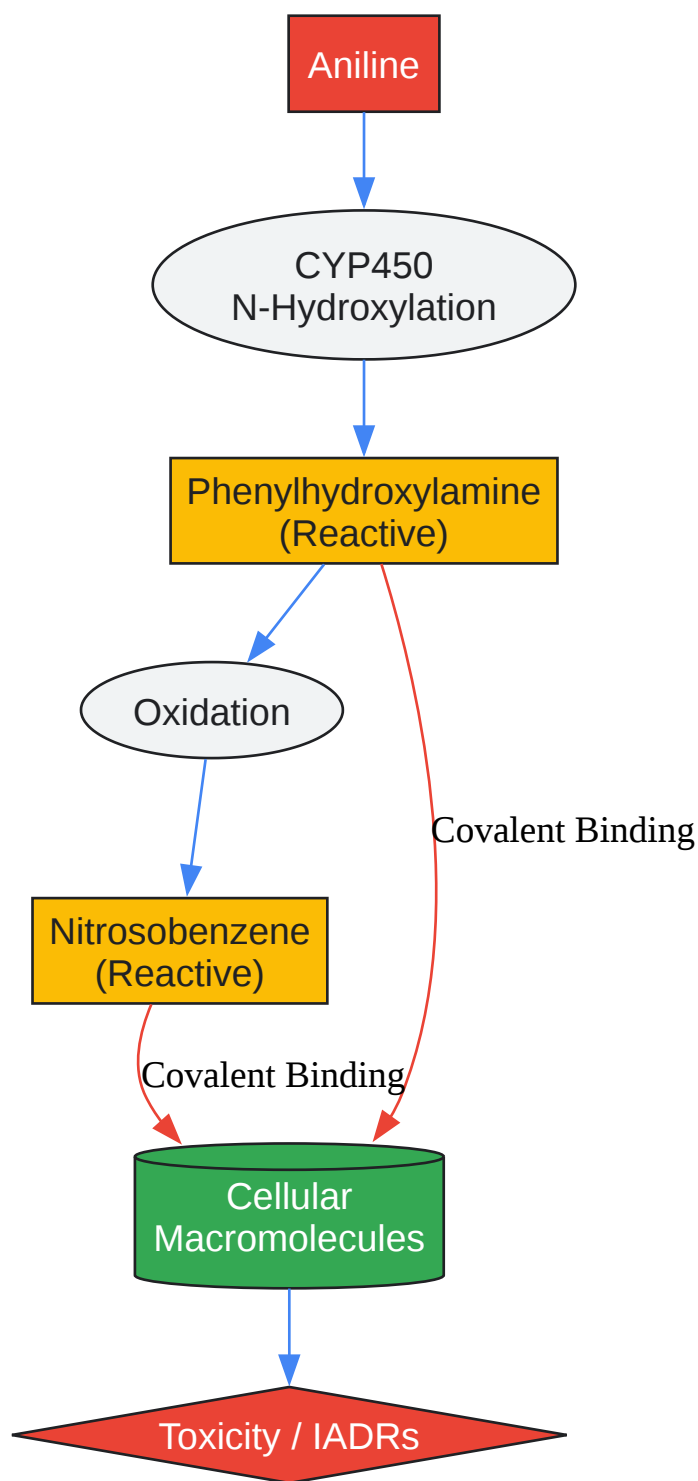 Aniline
CYP450
N-Hydroxylation
Phenylhydroxylamine
(Reactive)
Oxidation
Covalent Binding
Nitrosobenzene
(Reactive)
Covalent Binding
Cellular
Macromolecules
Toxicity / IADRs